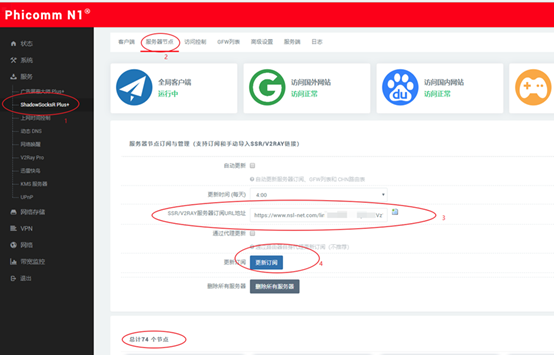 Phicomm N1®
状态
系统
服务
广告屏蔽大师 Plus+
ShadowSocksR Plus+
1
上网时间控制
动态 DNS
网络唤醒
V2Ray Pro
迅雷快鸟
KMS 服务器
UPnP
网络存储
VPN
网络
带宽监控
退出
客户端 服务器节点 访问控制 GFW列表 高级设置 服务端 日志
2
全局客户端
运行中
访问国外网站
访问正常
du
访问国内网站
访问正常
服务器节点订阅与管理 (支持订阅和手动导入SSR/V2RAY链接)
自动更新
自动更新服务器订阅、GFW列表和 CHN路由表
更新时间 (每天) 4:00
SSR/V2RAY服务器订阅URL地址 https://www.nsl-net.com/lir
3
通过代理更新
更新订阅 更新订阅
4
删除所有服务器 删除所有服务器
总计74 个节点